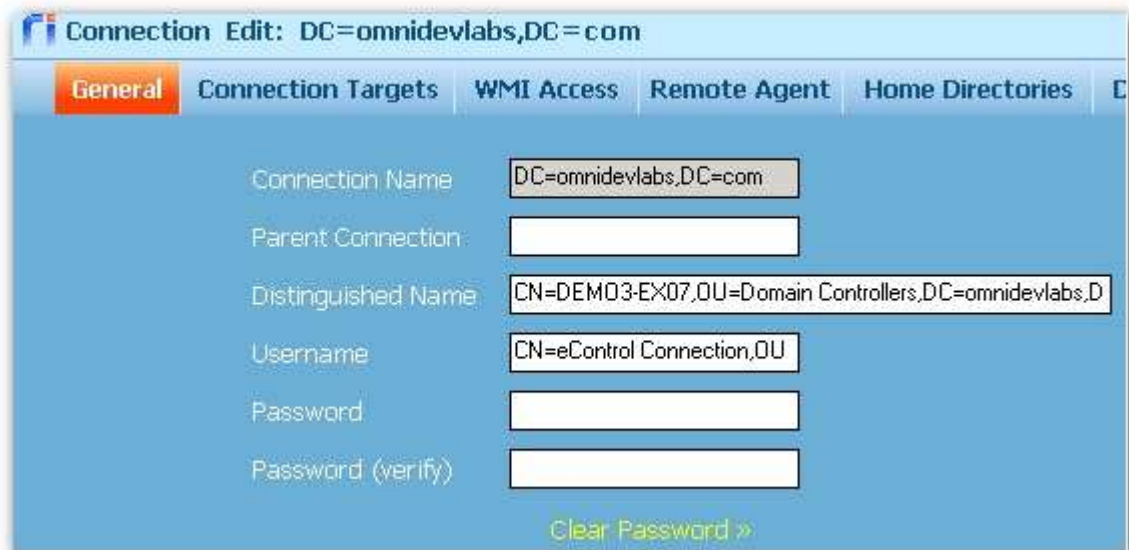 Connection Edit: DC=omnidevlabs,DC=com
General Connection Targets WMI Access Remote Agent Home Directories
Connection Name DC=omnidevlabs,DC=com
Parent Connection
Distinguished Name CN=DEMO3-EX07,OU=Domain Controllers,DC=omnidevlabs,D
Username CN=eControl Connection,OU
Password
Password (verify)
Clear Password »